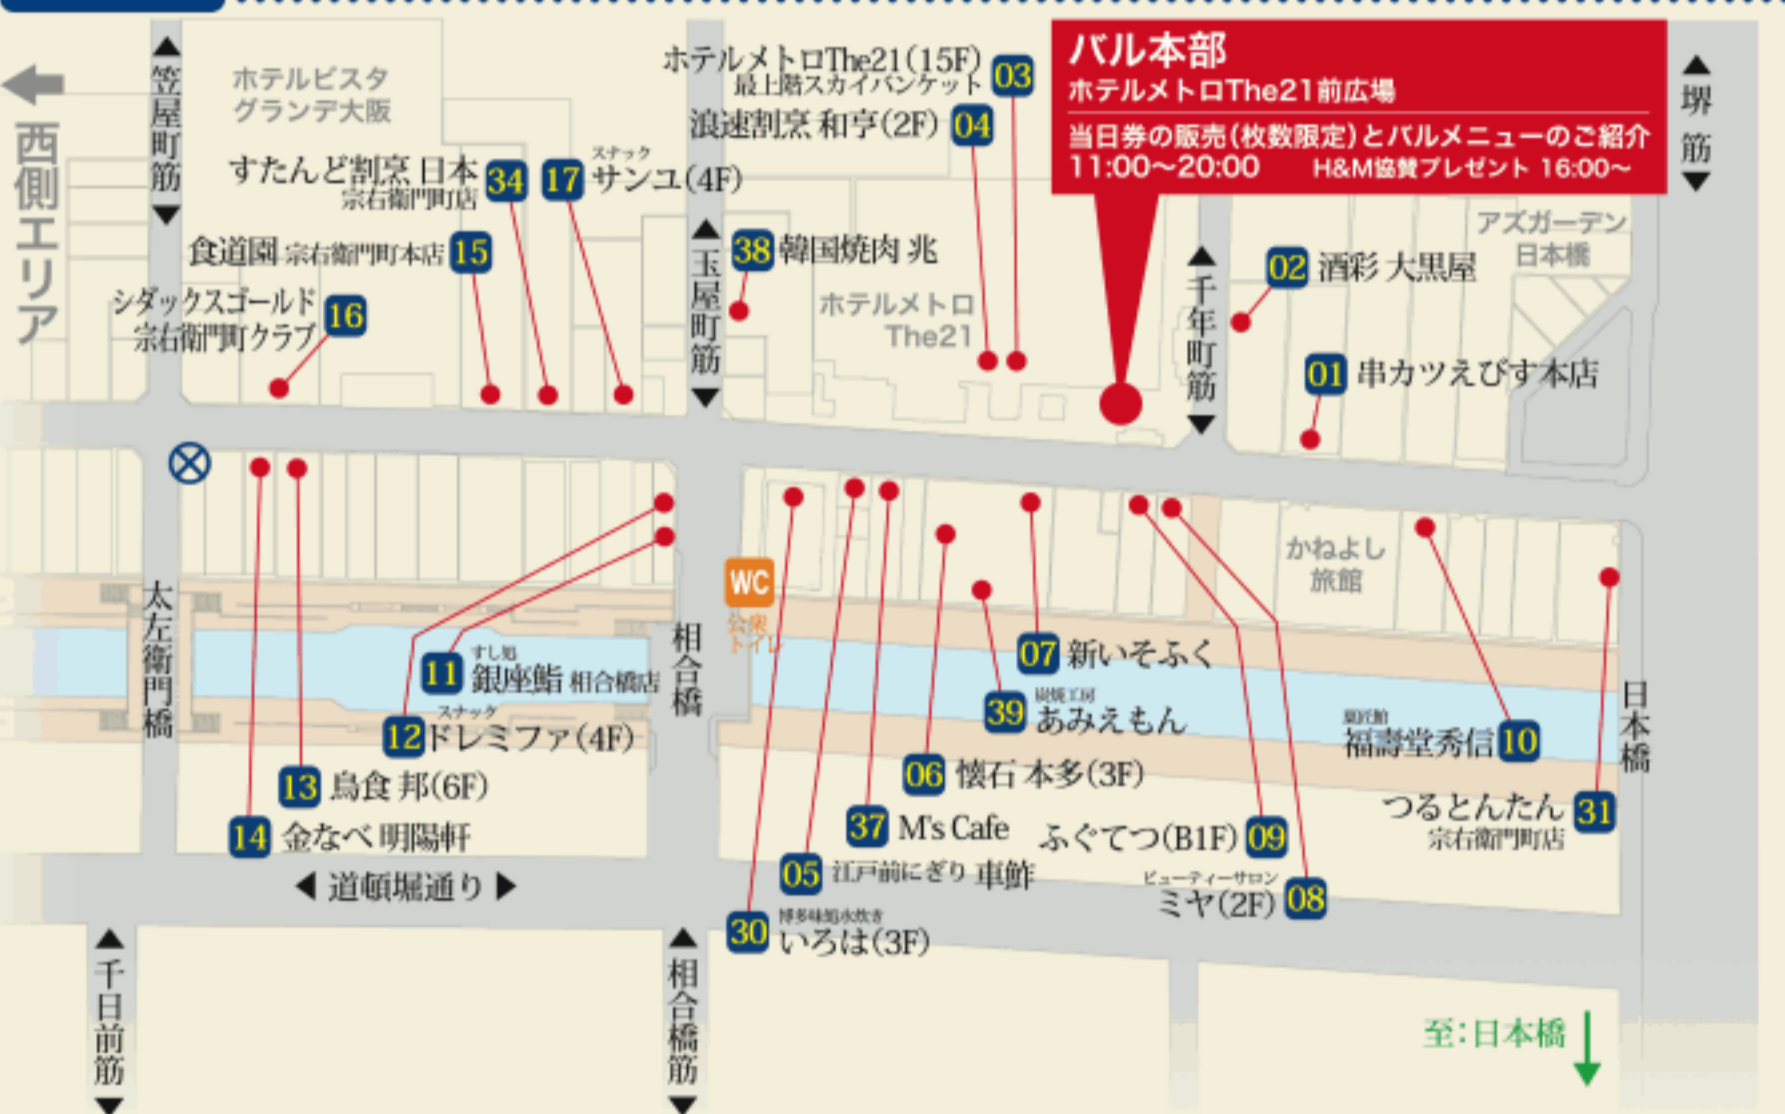 バル本部
ホテルメトロThe21前広場
当日券の販売(枚数限定)とバルメニューのご紹介
11:00〜20:00 H&M協賛プレゼント 16:00〜
西側エリア
笠屋町筋
ホテルビスタ
グランデ大阪
ホテルメトロThe21(15F)
最上階スカイバンケット
03
浪速割烹 和亨(2F)
04
すたんど割烹 日本
宗右衛門町店
34
17
スナック
サンユ(4F)
食道園 宗右衛門町本店
15
シダックスゴールド
宗右衛門町クラブ
16
玉屋町筋
38
韓国焼肉 兆
ホテルメトロ
The21
千年町筋
02
酒彩 大黒屋
01
串カツえびす本店
アズガーデン
日本橋
堺筋
太左衛門橋
11
すし処
銀座鮨 相合橋店
12
スナック
ドレミファ(4F)
13
鳥食 邦(6F)
14
金なべ 明陽軒
相合橋
WC
公衆
トイレ
かねよし
旅館
07
新いそふく
39
炭焼工房
あみえもん
06
懐石 本多(3F)
37
M's Cafe
05
江戸前にぎり 車鮓
30
博多味処水炊き
いろは(3F)
ふぐてつ(B1F)
09
ビューティーサロン
ミヤ(2F)
08
福壽堂秀信
10
つるとんたん
宗右衛門町店
31
日本橋
道頓堀通り
千日前筋
相合橋筋
至:日本橋